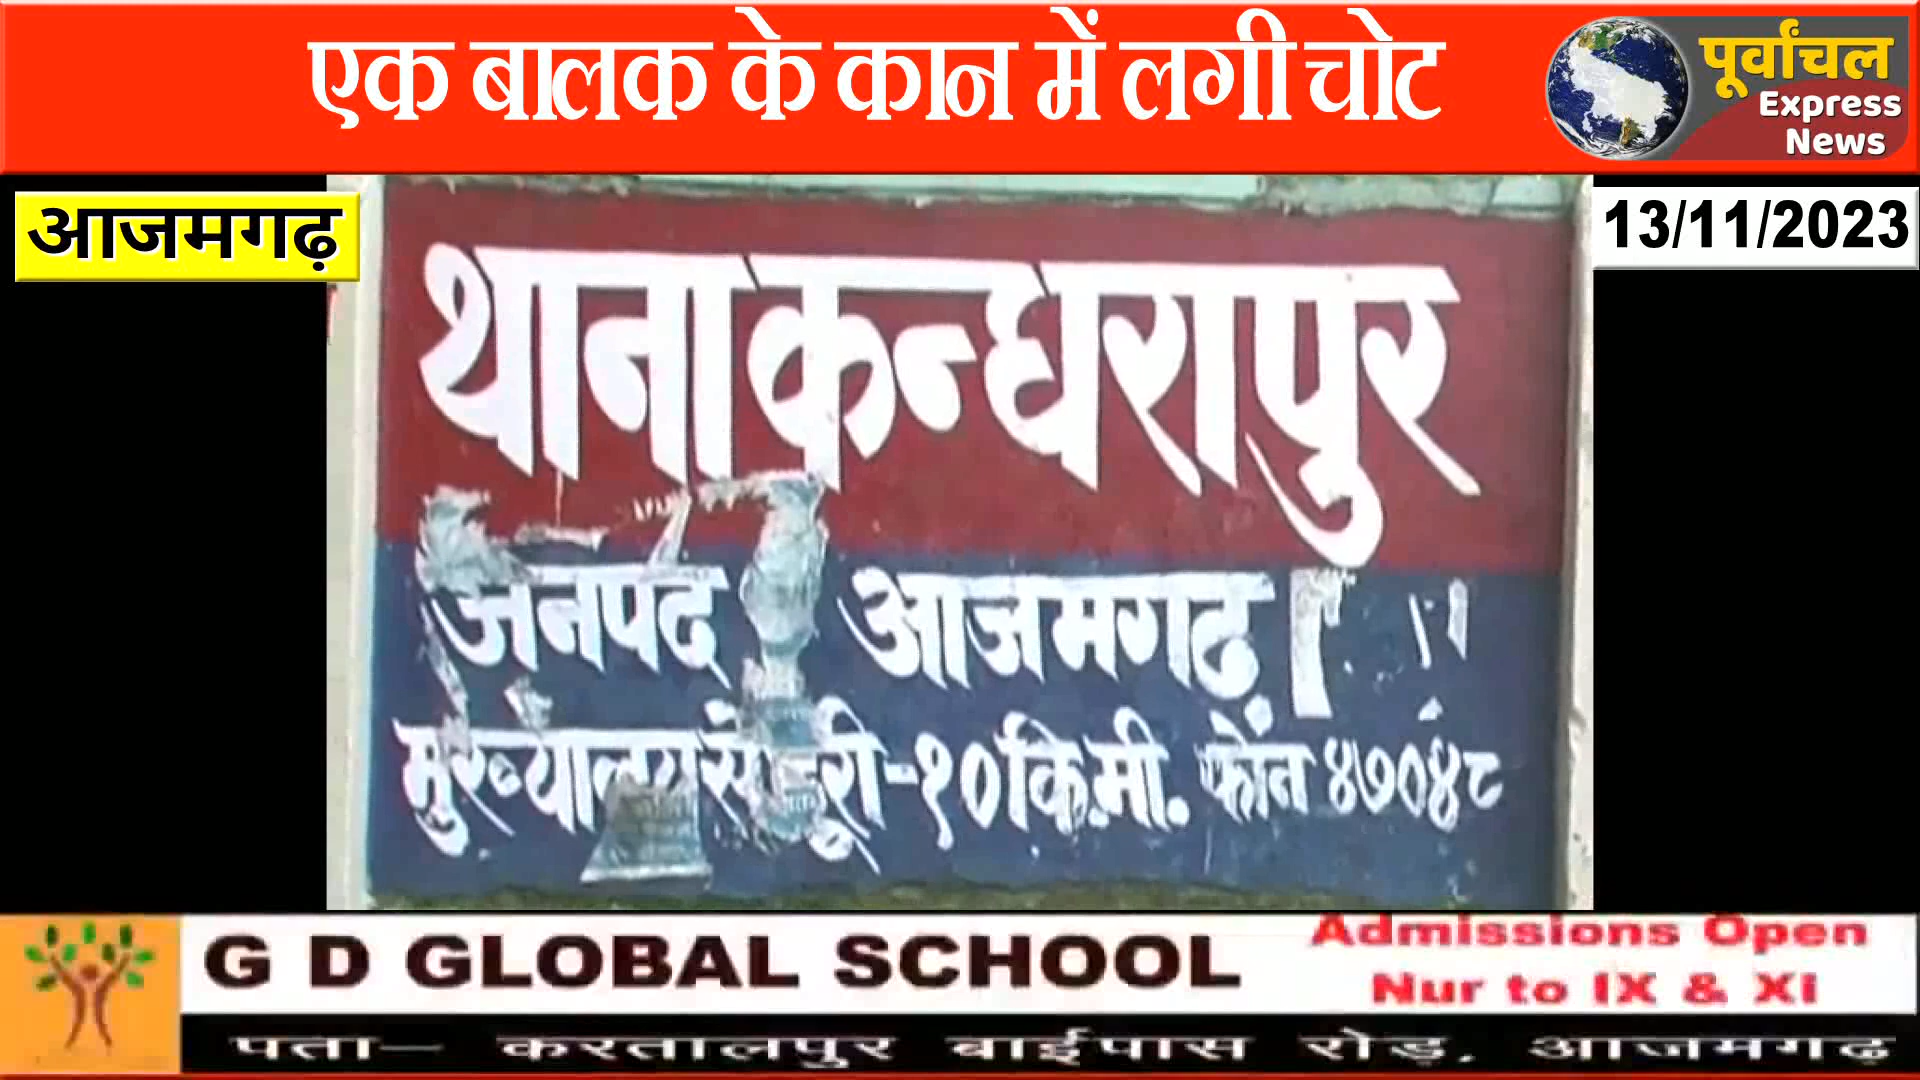 एक बालक के कान में लगी चोट
पूर्वांचल
Express
News
आजमगढ़
13/11/2023
थाना कन्धरापुर
जनपद आजमगढ़
मुख्यालय से दूरी-१० कि.मी. फोन ४७०४८
G D GLOBAL SCHOOL
Admissions Open
Nur to IX & XI
पता— करतालपुर बाईपास रोड़, आजमगढ़